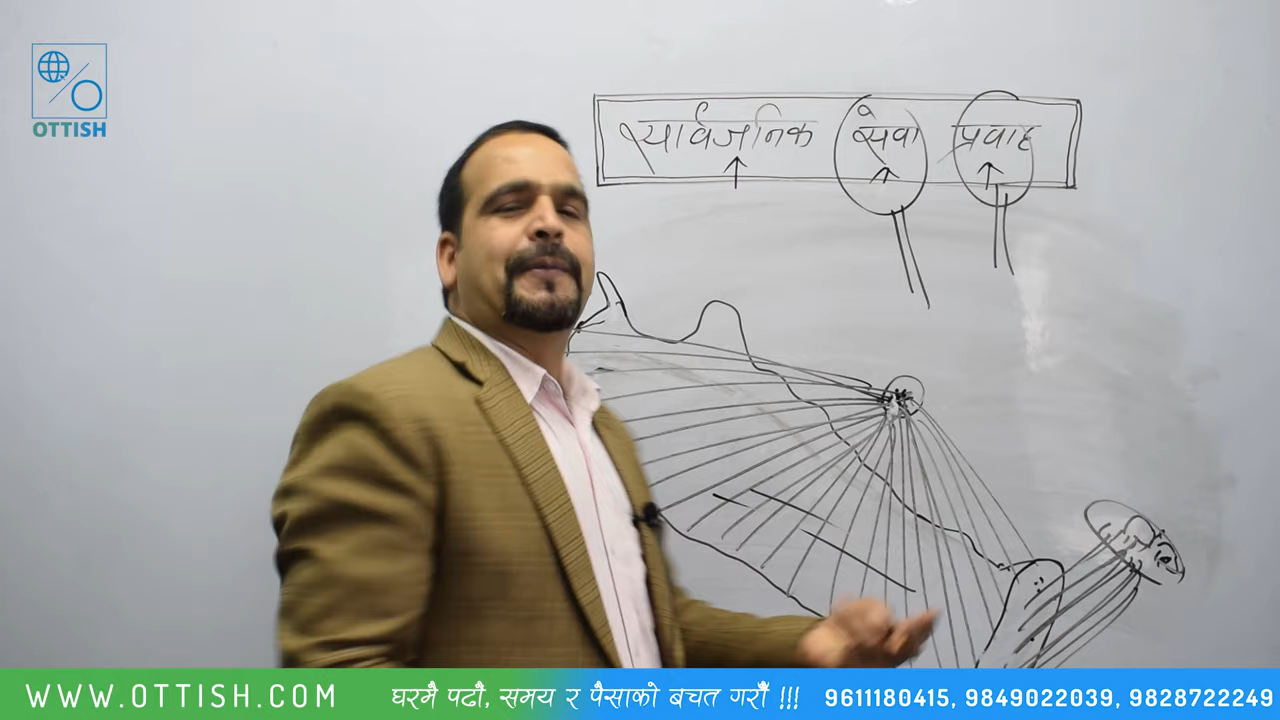 OTTISH
सार्वजनिक सेवा प्रवाह
WWW.OTTISH.COM घरमै पढौं, समय र पैसाको बचत गरौं !!! 9611180415, 9849022039, 9828722249